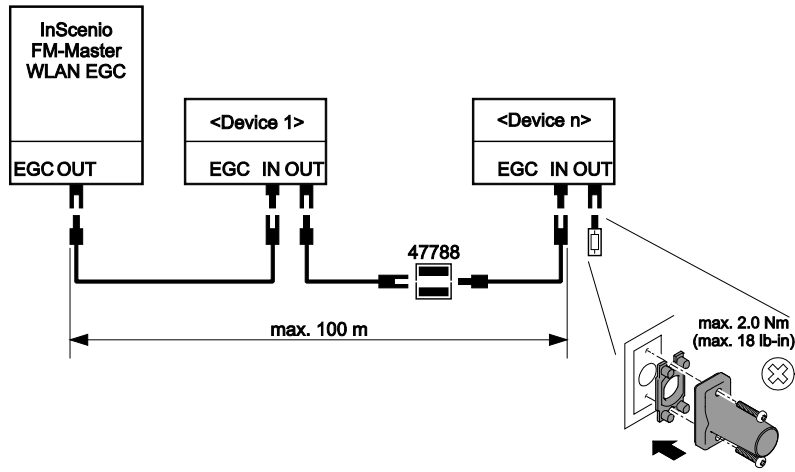 InScenio
FM-Master
WLAN EGC
EGC OUT
<Device 1>
EGC IN OUT
<Device n>
EGC IN OUT
47788
max. 100 m
max. 2.0 Nm
(max. 18 lb-in)